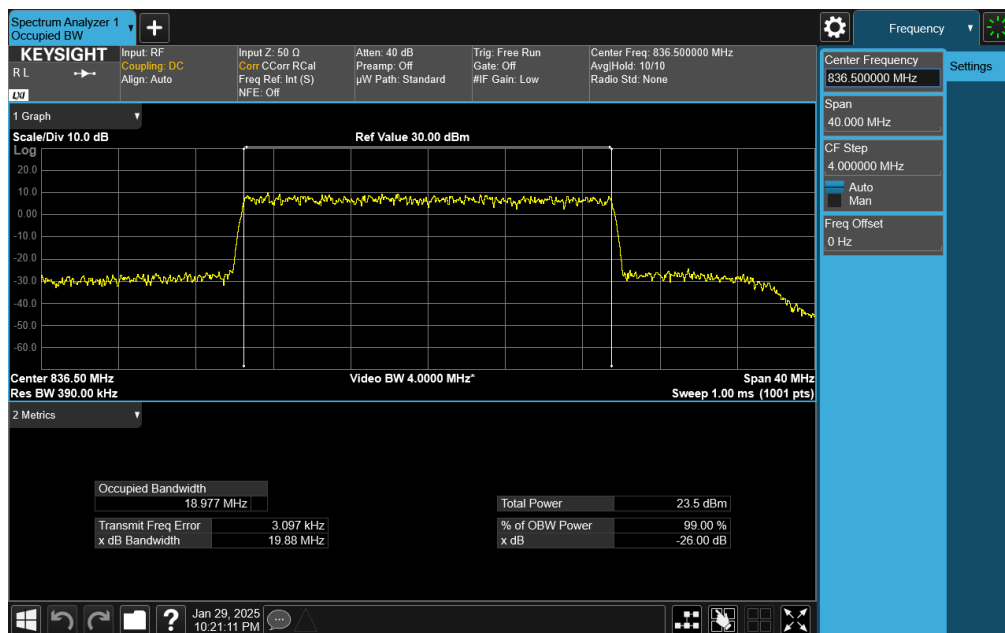 Spectrum Analyzer 1
Occupied BW
Frequency
KEYSIGHT
R L
LXI
Input: RF
Coupling: DC
Align: Auto
Input Z: 50 Ω
Corr CCorr RCal
Freq Ref: Int (S)
NFE: Off
Atten: 40 dB
Preamp: Off
µW Path: Standard
Trig: Free Run
Gate: Off
#IF Gain: Low
Center Freq: 836.500000 MHz
Avg|Hold: 10/10
Radio Std: None
Center Frequency
836.500000 MHz
Settings
Span
40.000 MHz
CF Step
4.000000 MHz
Auto
Man
Freq Offset
0 Hz
1 Graph
Scale/Div 10.0 dB
Ref Value 30.00 dBm
Log
20.0
10.0
0.00
-10.0
-20.0
-30.0
-40.0
-50.0
-60.0
Center 836.50 MHz
Video BW 4.0000 MHz*
Span 40 MHz
Res BW 390.00 kHz
Sweep 1.00 ms (1001 pts)
2 Metrics
Occupied Bandwidth
18.977 MHz
Total Power 23.5 dBm
Transmit Freq Error 3.097 kHz
% of OBW Power 99.00 %
x dB Bandwidth 19.88 MHz
x dB -26.00 dB
?
Jan 29, 2025
10:21:11 PM